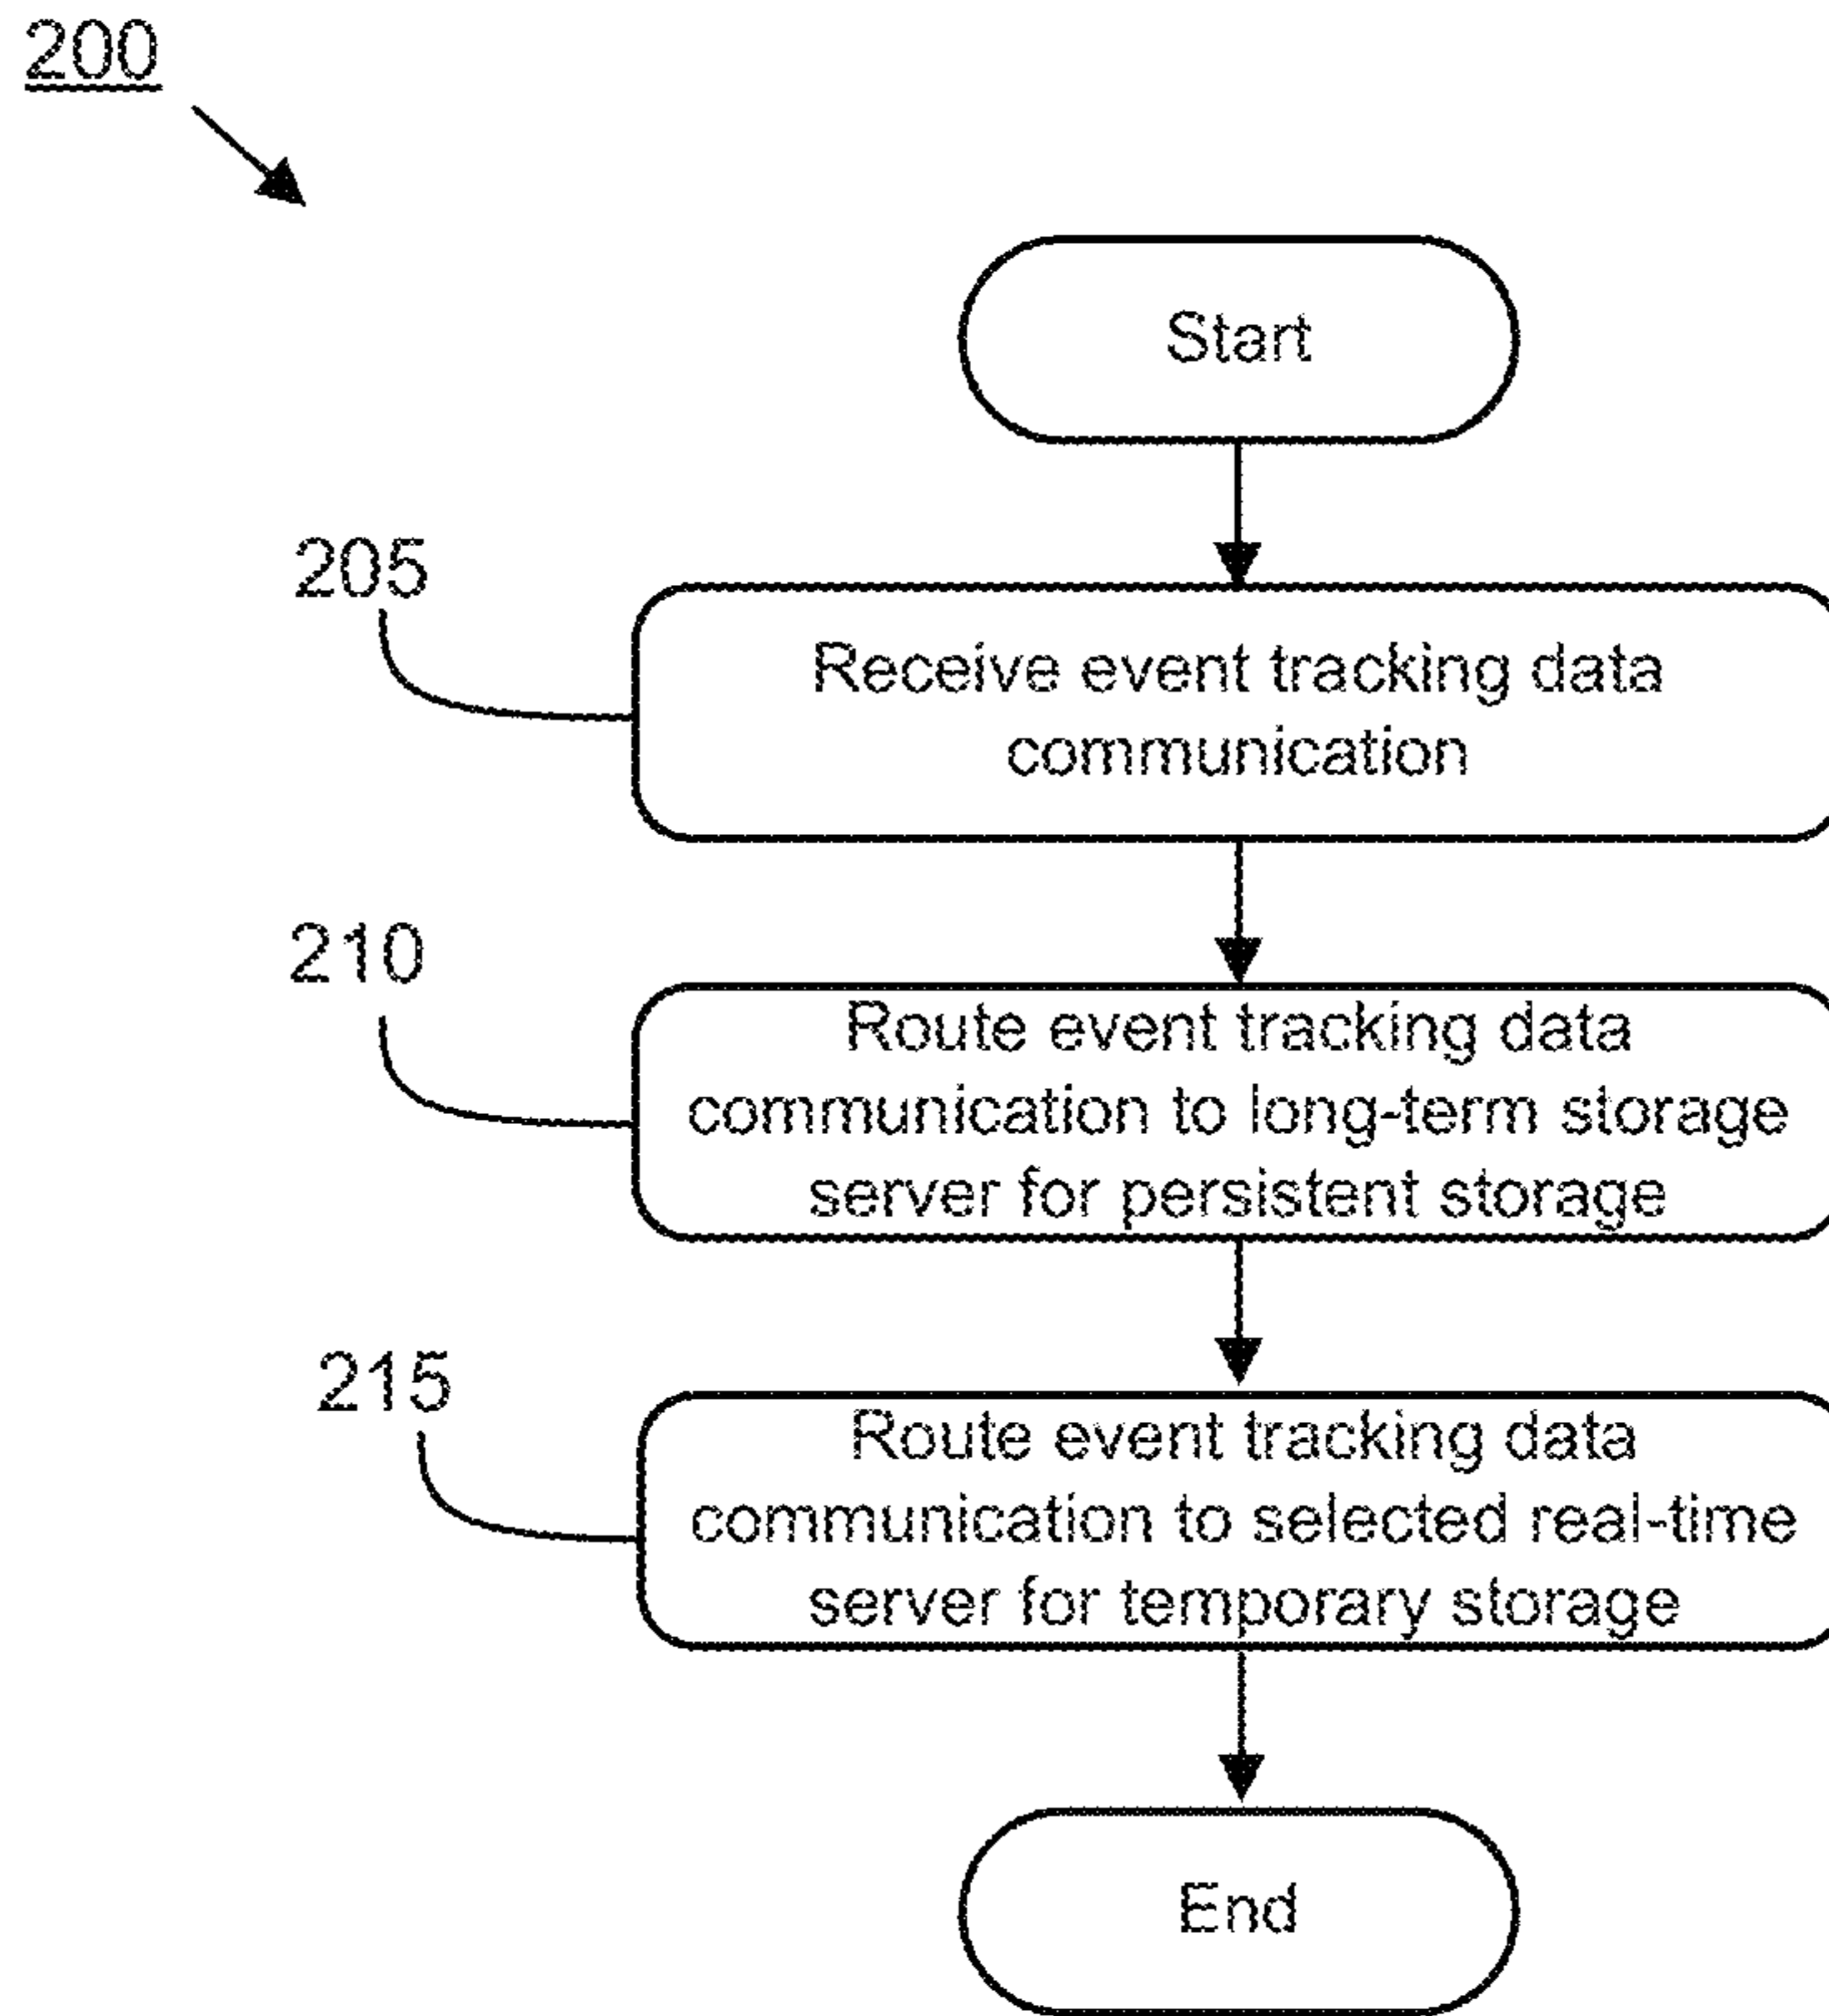 200
Start
205
Receive event tracking data
communication
210
Route event tracking data
communication to long-term storage
server for persistent storage
215
Route event tracking data
communication to selected real-time
server for temporary storage
End